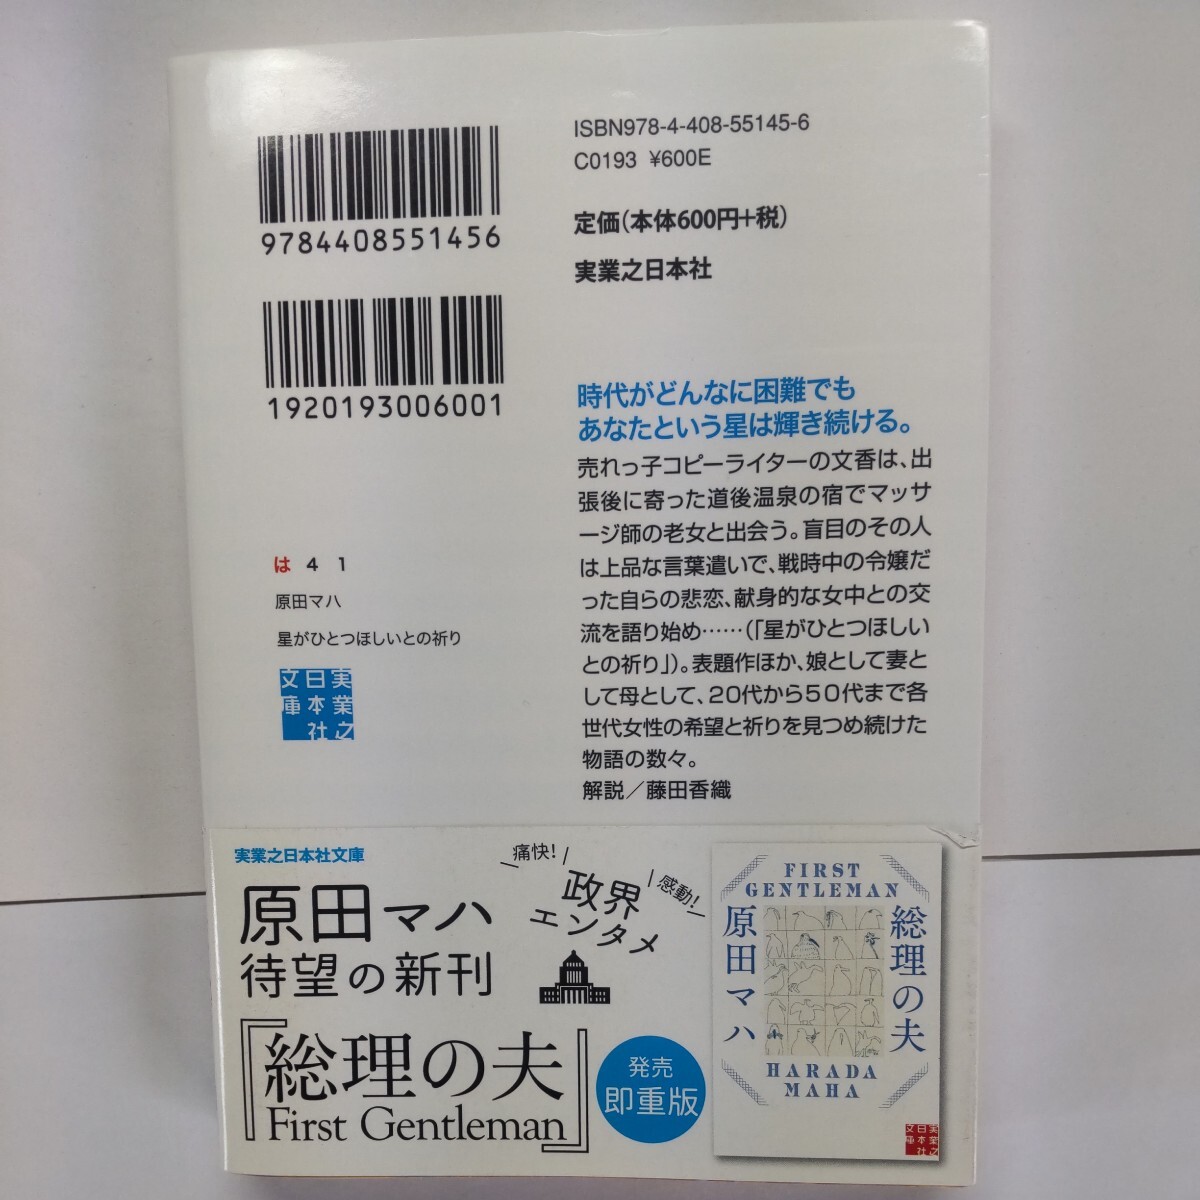 ISBN978-4-408-55145-6
C0193 ¥600E
定価(本体600円+税)
実業之日本社
9784408551456
1920193006001
時代がどんなに困難でも
あなたという星は輝き続ける。
売れっ子コピーライターの文香は、出
張後に寄った道後温泉の宿でマッサ
ージ師の老女と出会う。盲目のその人
は上品な言葉遣いで、戦時中の令嬢だ
った自らの悲恋、献身的な女中との交
流を語り始め……(「星がひとつほしい
との祈り」)。表題作ほか、娘として妻と
して母として、20代から50代まで各
世代女性の希望と祈りを見つめ続けた
物語の数々。
解説/藤田香織
は 4 1
原田マハ
星がひとつほしいとの祈り
実業之
日本社
文庫
実業之日本社文庫
原田マハ
待望の新刊
痛快!
政界
エンタメ
感動!
『総理の夫
First Gentleman』
発売
即重版
FIRST
GENTLEMAN
総理の夫
原田マハ
HARADA
MAHA
実業之
日本社
文庫